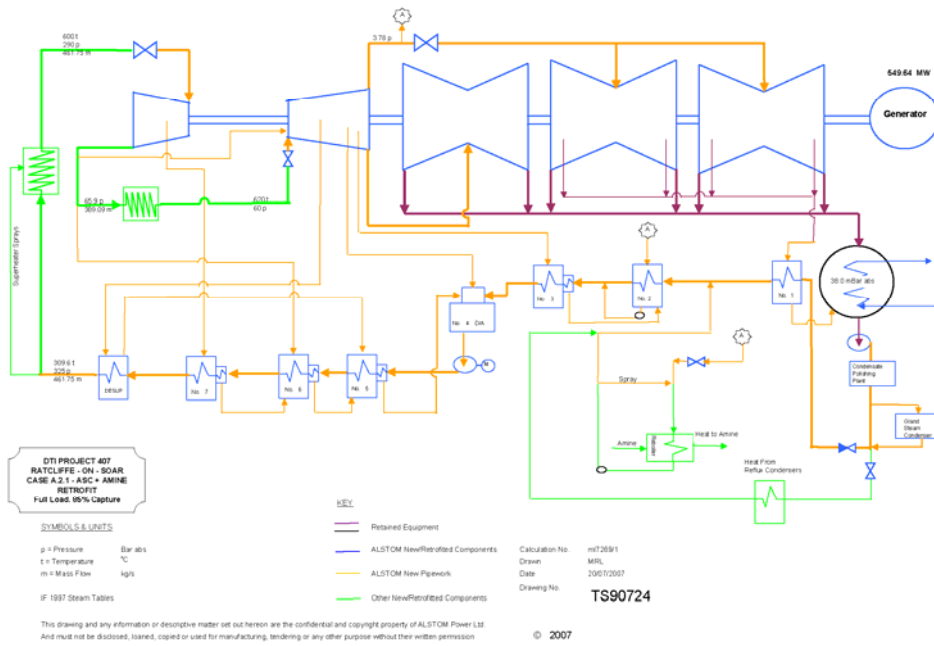 600 t
290 p
461.75 m
3.78 p
A
549.64 MW
Generator
65.9 p
389.09 m
620 t
60 p
Superheater Sprays
A
38.0 mBar abs
No. 1
No. 2
No. 3
No. 4 D/A
M
309.6 t
325 p
461.75 m
DESUP
No. 7
No. 6
No. 5
A
Condensate
Polishing
Plant
Gland
Steam
Condenser
Spray
Amine
Reboiler
Heat to Amine
Heat From
Reflux Condensers
DTI PROJECT 407
RATCLIFFE - ON - SOAR
CASE A.2.1 - ASC + AMINE
RETROFIT
Full Load. 85% Capture
SYMBOLS & UNITS
p = Pressure Bar abs
t = Temperature °C
m = Mass Flow kg/s
IF 1997 Steam Tables
KEY
Retained Equipment
ALSTOM New/Retrofitted Components
ALSTOM New Pipework
Other New/Retrofitted Components
Calculation No. mi7289/1
Drawn MRL
Date 20/07/2007
Drawing No. TS90724
This drawing and any information or descriptive matter set out hereon are the confidential and copyright property of ALSTOM Power Ltd
And must not be disclosed, loaned, copied or used for manufacturing, tendering or any other purpose without their written permission
© 2007